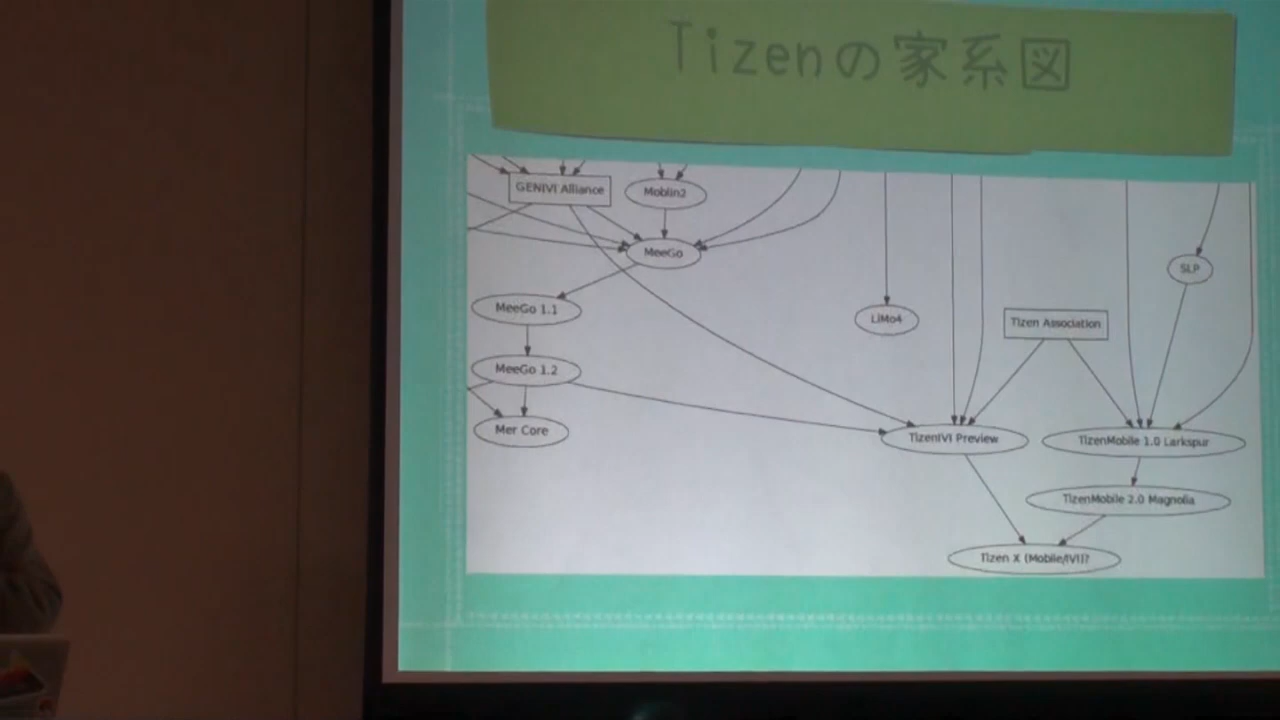 Tizenの家系図
GENIVI Alliance
Moblin2
MeeGo
SLP
MeeGo 1.1
LiMo4
Tizen Association
MeeGo 1.2
Mer Core
TizenIVI Preview
TizenMobile 1.0 Larkspur
TizenMobile 2.0 Magnolia
Tizen X (Mobile/IVI)?